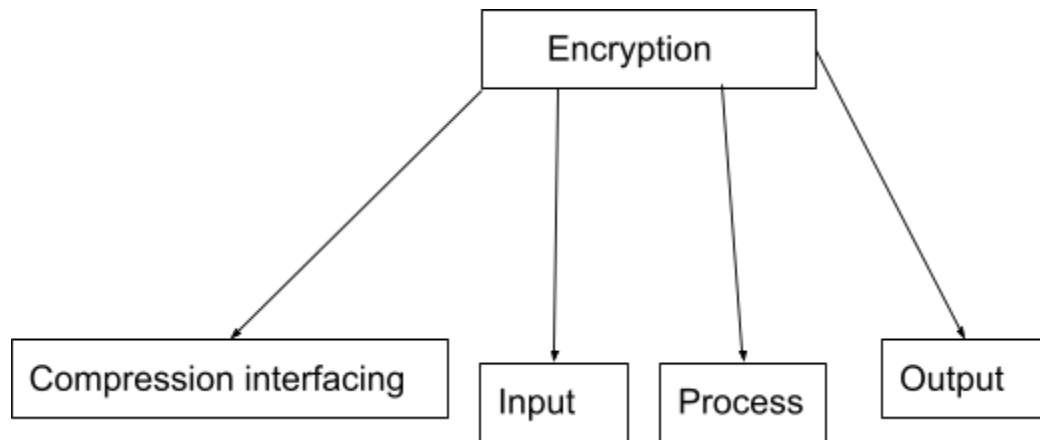 Encryption
Compression interfacing
Input
Process
Output